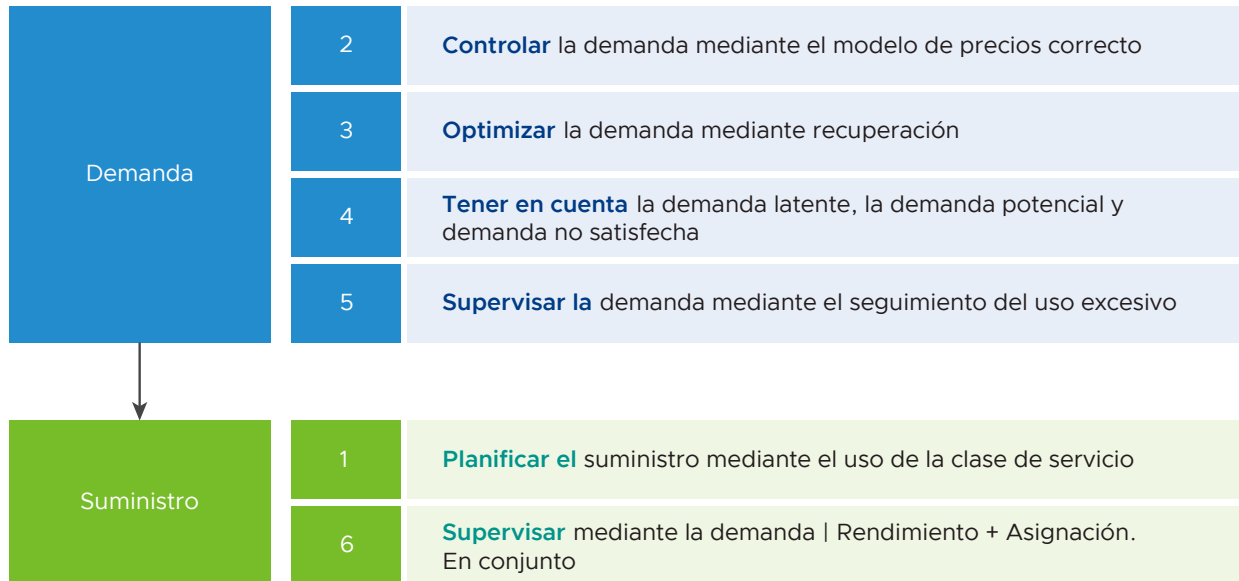 Demanda
2
Controlar la demanda mediante el modelo de precios correcto
3
Optimizar la demanda mediante recuperación
4
Tener en cuenta la demanda latente, la demanda potencial y
demanda no satisfecha
5
Supervisar la demanda mediante el seguimiento del uso excesivo
Suministro
1
Planificar el suministro mediante el uso de la clase de servicio
6
Supervisar mediante la demanda | Rendimiento + Asignación.
En conjunto